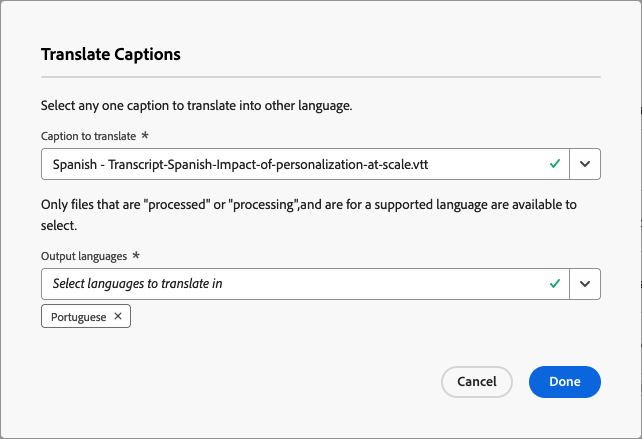 Translate Captions
Select any one caption to translate into other language.
Caption to translate *
Spanish - Transcript-Spanish-Impact-of-personalization-at-scale.vtt
Only files that are "processed" or "processing",and are for a supported language are available to
select.
Output languages *
Select languages to translate in
Portuguese ×
Cancel Done